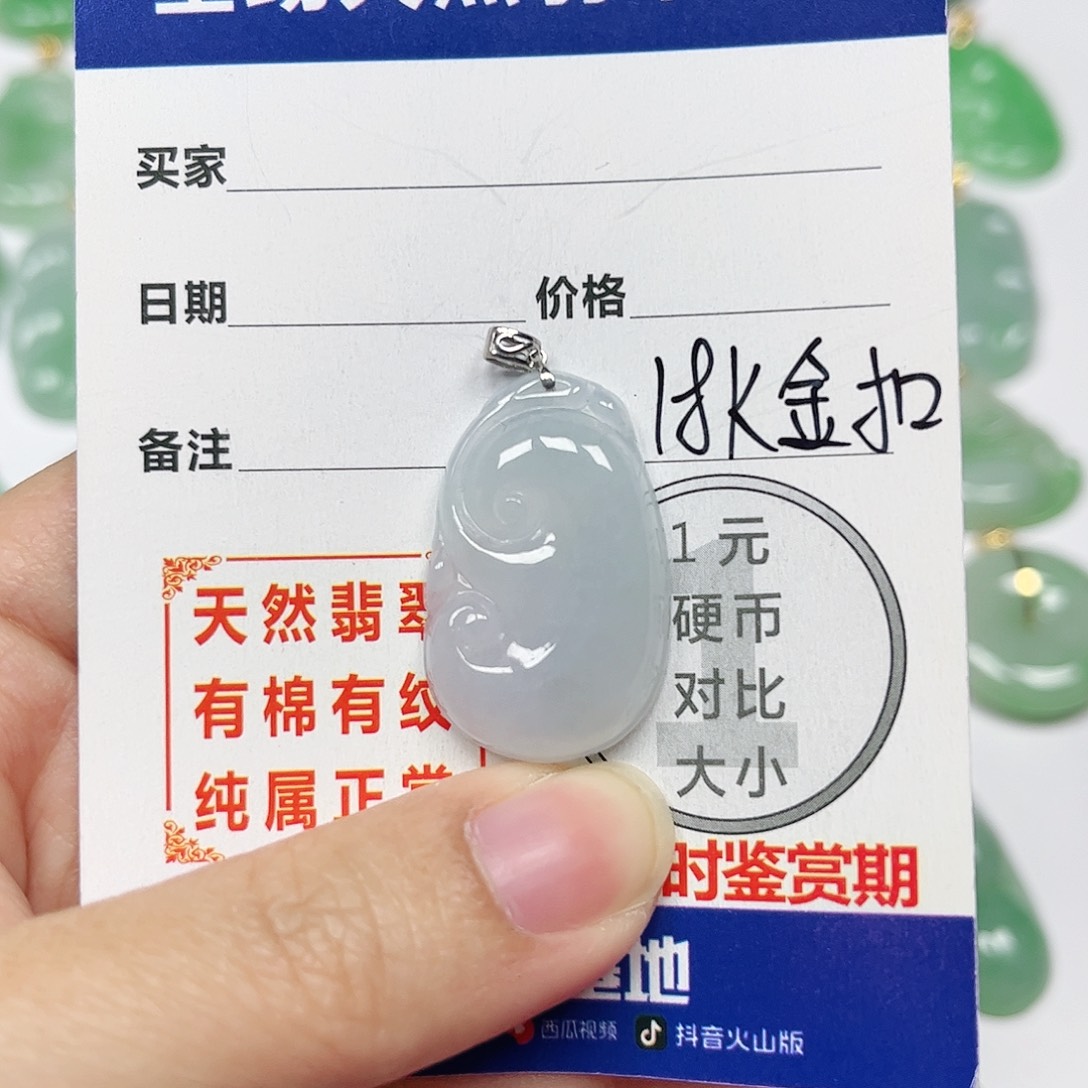 买家
日期 价格
备注 18K金扣
天然翡翠
有棉有纹
纯属正常
1元
硬币
对比
大小
时鉴赏期
基地
西瓜视频 抖音火山版